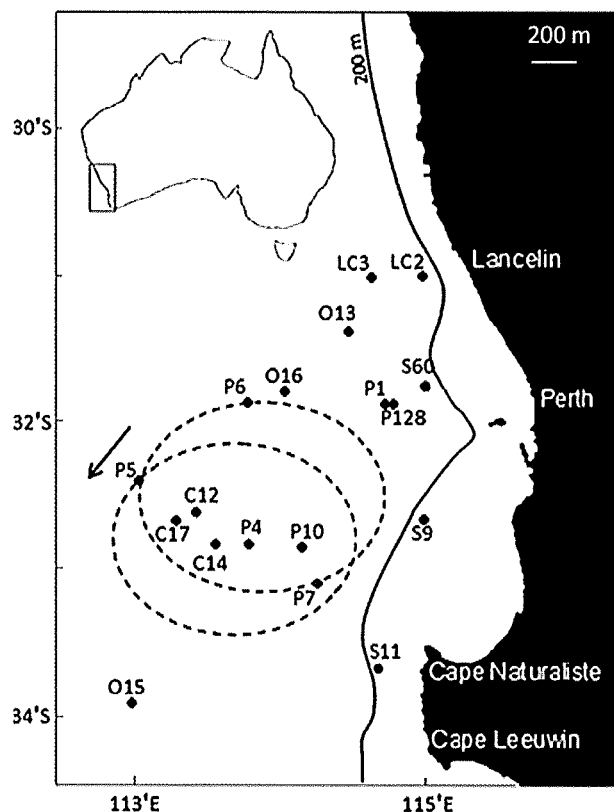 200 m
200 m
30°S
LC3
LC2
Lancelin
O13
S60
O16
P6
P1
P128
Perth
32°S
P5
C12
C17
C14
P4
P10
S9
P7
S11
Cape Naturaliste
O15
34°S
Cape Leeuwin
113°E
115°E